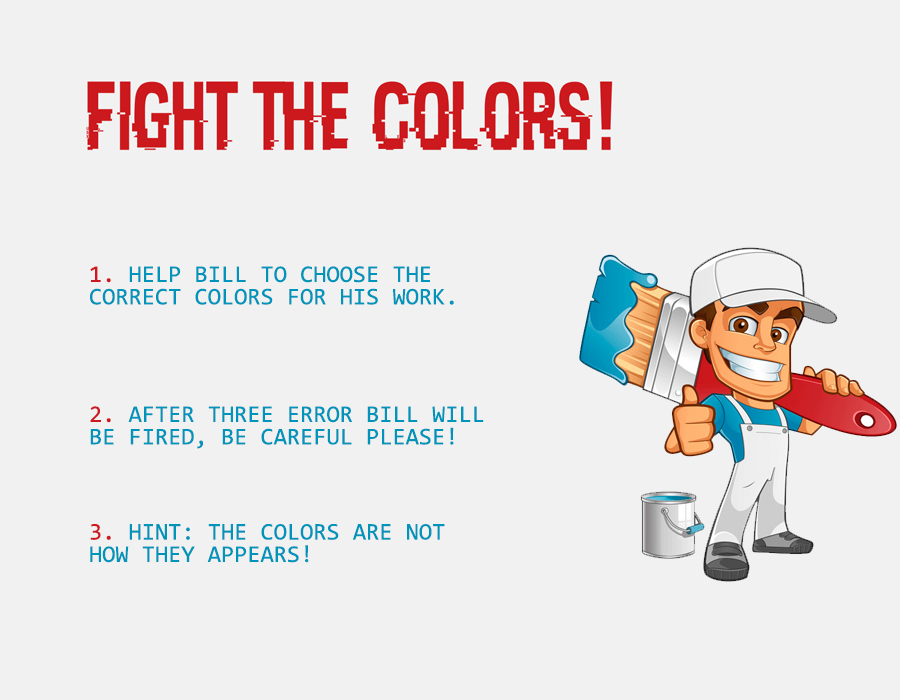 FIGHT THE COLORS!
1. HELP BILL TO CHOOSE THE
CORRECT COLORS FOR HIS WORK.
2. AFTER THREE ERROR BILL WILL
BE FIRED, BE CAREFUL PLEASE!
3. HINT: THE COLORS ARE NOT
HOW THEY APPEARS!